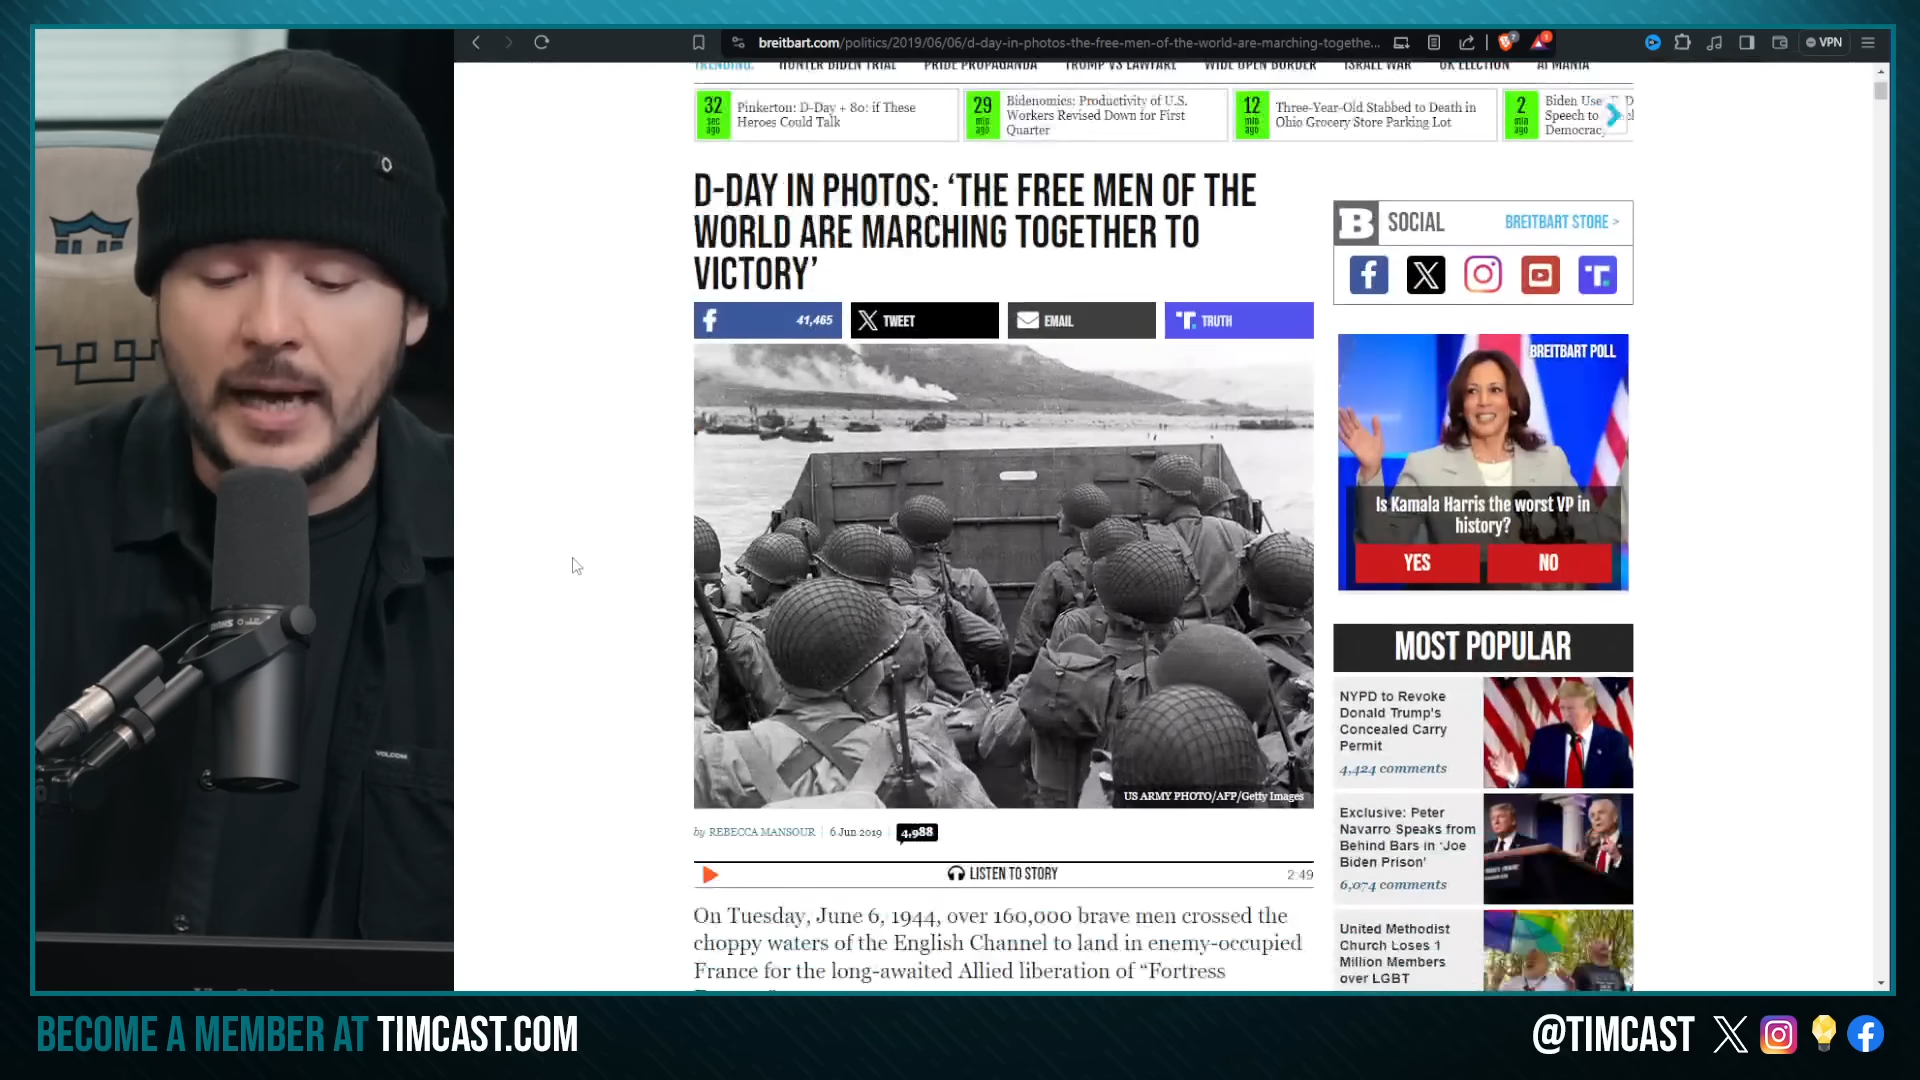 breitbart.com/politics/2019/06/06/d-day-in-photos-the-free-men-of-the-world-are-marching-togethe...
VPN
TRENDING: HUNTER BIDEN TRIAL PRIDE PROPAGANDA TRUMP VS LAWFARE WIDE OPEN BORDER ISRAEL WAR UK ELECTION AI MANIA
32 sec ago
Pinkerton: D-Day + 80: if These
Heroes Could Talk
29 min ago
Bidenomics: Productivity of U.S.
Workers Revised Down for First
Quarter
12 min ago
Three-Year-Old Stabbed to Death in
Ohio Grocery Store Parking Lot
2 min ago
Biden
Speech to
D-DAY IN PHOTOS: ‘THE FREE MEN OF THE
WORLD ARE MARCHING TOGETHER TO
VICTORY’
41,465
TWEET
EMAIL
TRUTH
US ARMY PHOTO/AFP/Getty Images
by REBECCA MANSOUR 6 Jun 2019 4,988
LISTEN TO STORY 2:49
On Tuesday, June 6, 1944, over 160,000 brave men crossed the
choppy waters of the English Channel to land in enemy-occupied
France for the long-awaited Allied liberation of “Fortress
B SOCIAL BREITBART STORE >
BREITBART POLL
Is Kamala Harris the worst VP in
history?
YES NO
MOST POPULAR
NYPD to Revoke
Donald Trump's
Concealed Carry
Permit
4,424 comments
Exclusive: Peter
Navarro Speaks from
Behind Bars in ‘Joe
Biden Prison’
6,074 comments
United Methodist
Church Loses 1
Million Members
over LGBT
VOLCOM
BECOME A MEMBER AT TIMCAST.COM
@TIMCAST